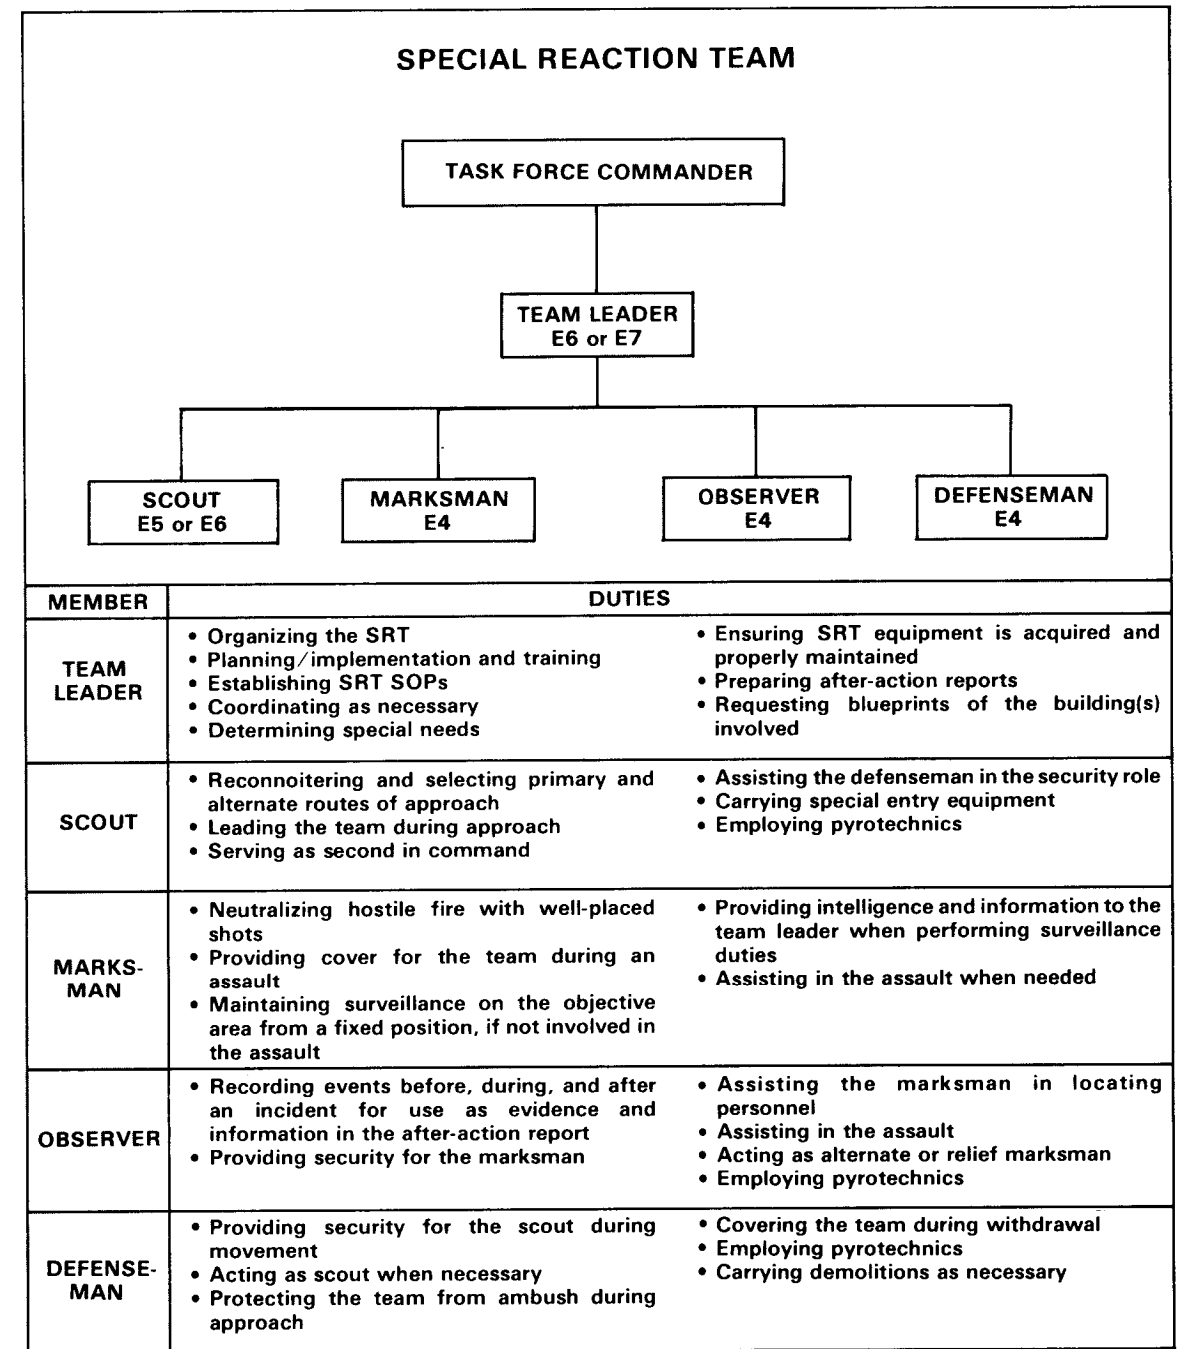 SPECIAL REACTION TEAM
TASK FORCE COMMANDER
TEAM LEADER
E6 or E7
SCOUT
E5 or E6
MARKSMAN
E4
OBSERVER
E4
DEFENSEMAN
E4
MEMBER
DUTIES
TEAM
LEADER
• Organizing the SRT
• Planning/implementation and training
• Establishing SRT SOPs
• Coordinating as necessary
• Determining special needs
• Ensuring SRT equipment is acquired and
properly maintained
• Preparing after-action reports
• Requesting blueprints of the building(s)
involved
SCOUT
• Reconnoitering and selecting primary and
alternate routes of approach
• Leading the team during approach
• Serving as second in command
• Assisting the defenseman in the security role
• Carrying special entry equipment
• Employing pyrotechnics
MARKS-
MAN
• Neutralizing hostile fire with well-placed
shots
• Providing cover for the team during an
assault
• Maintaining surveillance on the objective
area from a fixed position, if not involved in
the assault
• Providing intelligence and information to the
team leader when performing surveillance
duties
• Assisting in the assault when needed
OBSERVER
• Recording events before, during, and after
an incident for use as evidence and
information in the after-action report
• Providing security for the marksman
• Assisting the marksman in locating
personnel
• Assisting in the assault
• Acting as alternate or relief marksman
• Employing pyrotechnics
DEFENSE-
MAN
• Providing security for the scout during
movement
• Acting as scout when necessary
• Protecting the team from ambush during
approach
• Covering the team during withdrawal
• Employing pyrotechnics
• Carrying demolitions as necessary